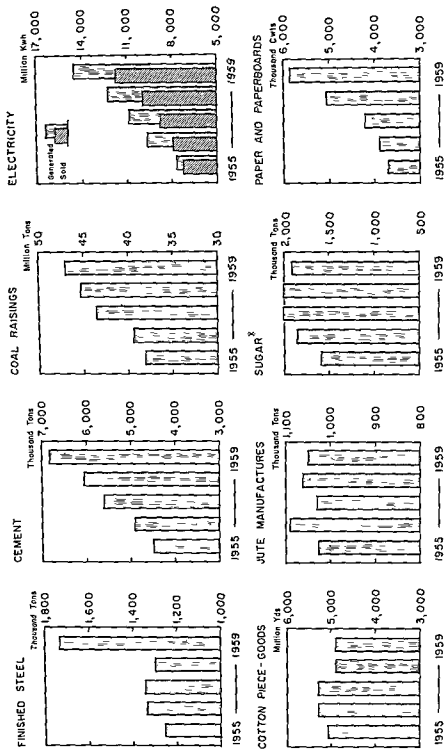 FINISHED STEEL
Thousand Tons
1,800
1,600
1,400
1,200
1,000
1955 1959
CEMENT
Thousand Tons
7,000
6,000
5,000
4,000
3,000
1955 1959
COAL RAISINGS
Million Tons
50
45
40
35
30
1955 1959
ELECTRICITY
Million Kwh
17,000
14,000
11,000
8,000
5,000
Generated
Sold
1955 1959
COTTON PIECE-GOODS
Million Yds
6,000
5,000
4,000
3,000
1955 1959
JUTE MANUFACTURES
Thousand Tons
1,100
1,000
900
800
1955 1959
SUGAR X
Thousand Tons
2,000
1,500
1,000
500
1955 1959
PAPER AND PAPERBOARDS
Thousand Cwts
6,000
5,000
4,000
3,000
1955 1959